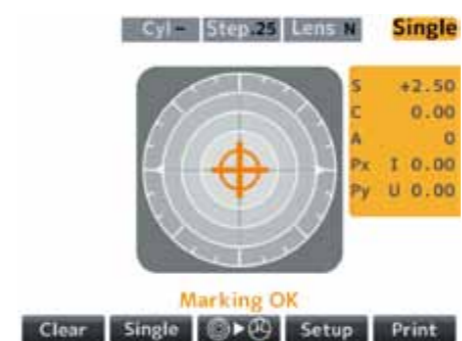 Cyl – Step .25 Lens N Single
S +2.50
C 0.00
A 0
Px I 0.00
Py U 0.00
Marking OK
Clear Single Setup Print